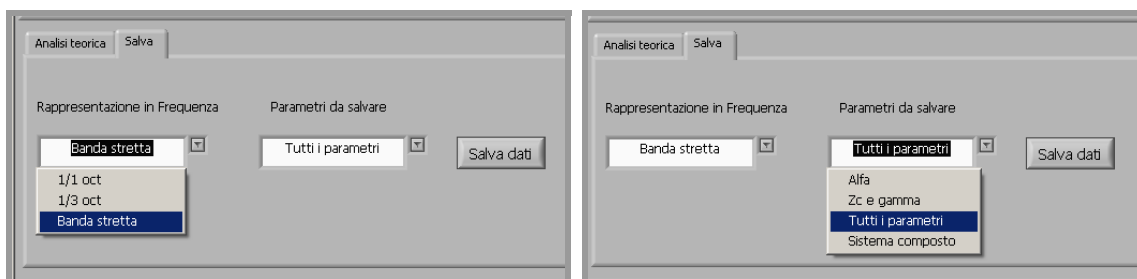 Analisi teorica Salva
Rappresentazione in Frequenza Parametri da salvare
Banda stretta Tutti i parametri Salva dati
1/1 oct
1/3 oct
Banda stretta
Analisi teorica Salva
Rappresentazione in Frequenza Parametri da salvare
Banda stretta Tutti i parametri Salva dati
Alfa
Zc e gamma
Tutti i parametri
Sistema composto